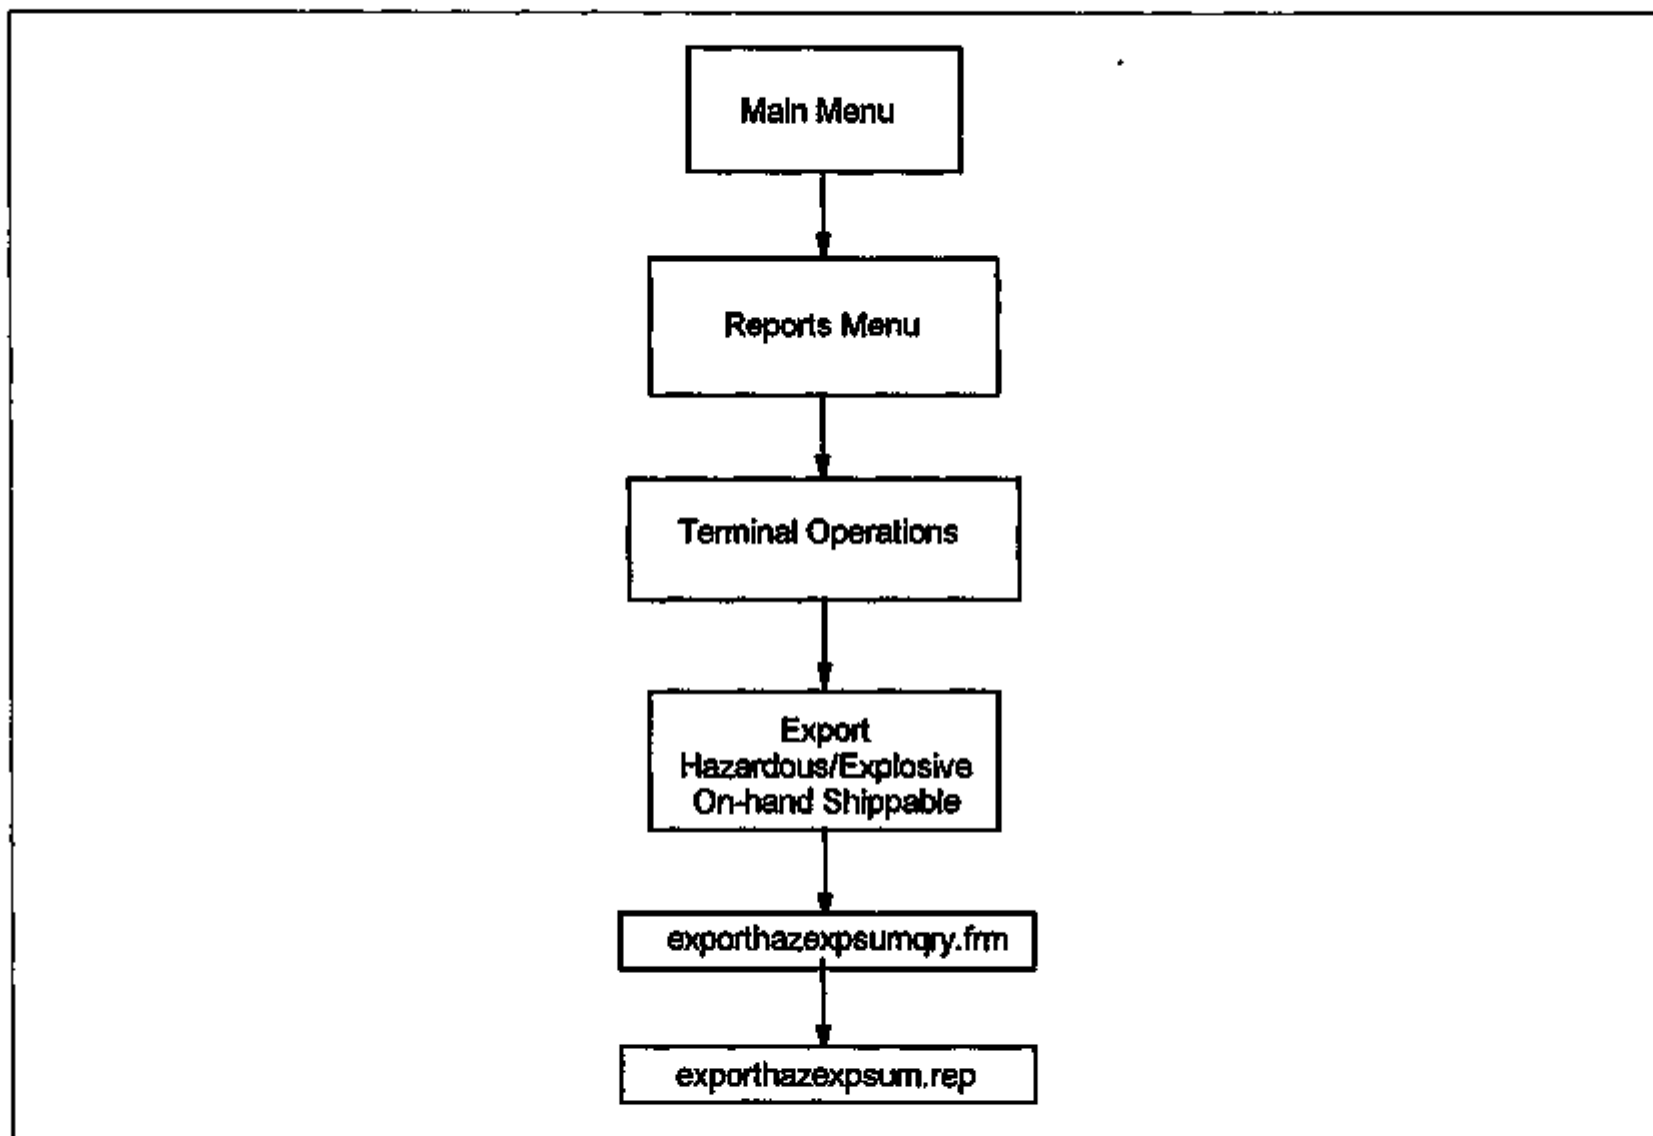 Main Menu
Reports Menu
Terminal Operations
Export
Hazardous/Explosive
On-hand Shippable
exporthazexpsumqry.frm
exporthazexpsum.rep